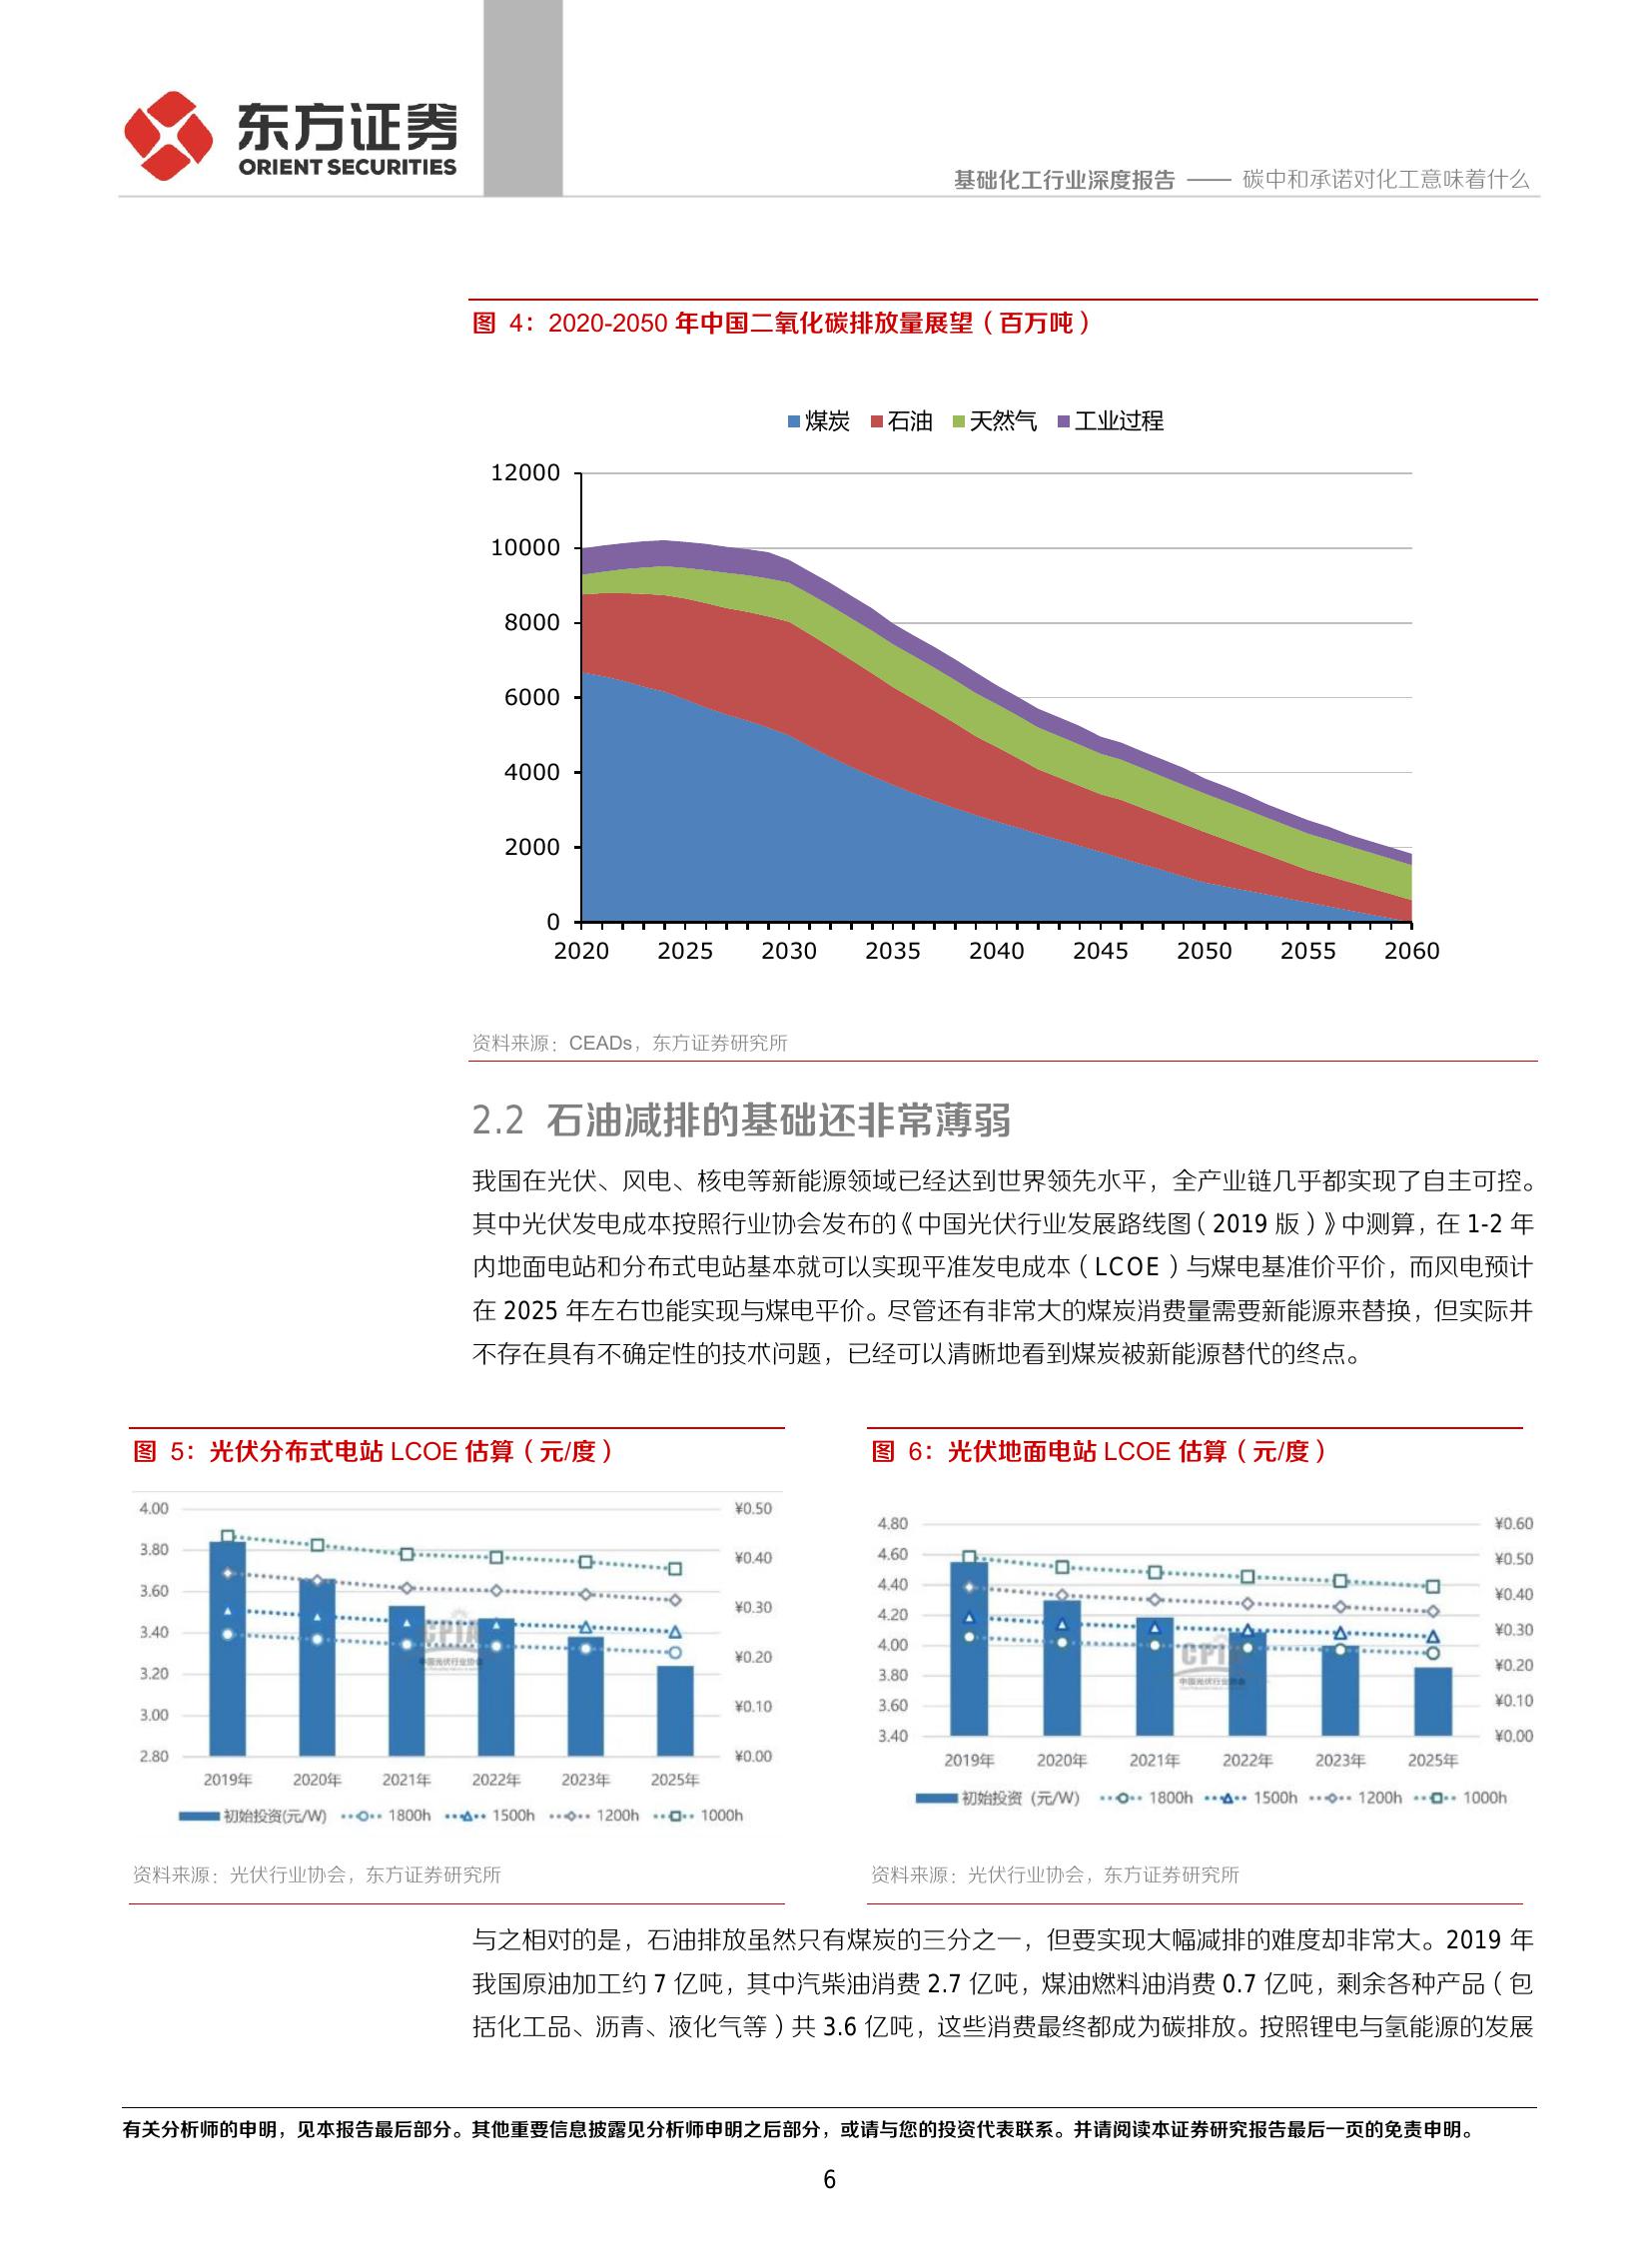 东方证券
ORIENT SECURITIES
基础化工行业深度报告 —— 碳中和承诺对化工意味着什么
图 4：2020-2050 年中国二氧化碳排放量展望（百万吨）
煤炭 石油 天然气 工业过程
12000
10000
8000
6000
4000
2000
0
2020 2025 2030 2035 2040 2045 2050 2055 2060
资料来源：CEADs，东方证券研究所
2.2 石油减排的基础还非常薄弱
我国在光伏、风电、核电等新能源领域已经达到世界领先水平，全产业链几乎都实现了自主可控。
其中光伏发电成本按照行业协会发布的《中国光伏行业发展路线图（2019 版）》中测算，在 1-2 年
内地面电站和分布式电站基本就可以实现平准发电成本（LCOE）与煤电基准价平价，而风电预计
在 2025 年左右也能实现与煤电平价。尽管还有非常大的煤炭消费量需要新能源来替换，但实际并
不存在具有不确定性的技术问题，已经可以清晰地看到煤炭被新能源替代的终点。
图 5：光伏分布式电站 LCOE 估算（元/度）
4.00 ¥0.50
3.80 ¥0.40
3.60 ¥0.30
3.40 ¥0.20
3.20 ¥0.10
3.00 ¥0.00
2.80
CPIA
中国光伏行业协会
2019年 2020年 2021年 2022年 2023年 2025年
初始投资(元/W) 1800h 1500h 1200h 1000h
资料来源：光伏行业协会，东方证券研究所
图 6：光伏地面电站 LCOE 估算（元/度）
4.80 ¥0.60
4.60 ¥0.50
4.40 ¥0.40
4.20 ¥0.30
4.00 ¥0.20
3.80 ¥0.10
3.60 ¥0.00
3.40
CPIA
中国光伏行业协会
2019年 2020年 2021年 2022年 2023年 2025年
初始投资（元/W) 1800h 1500h 1200h 1000h
资料来源：光伏行业协会，东方证券研究所
与之相对的是，石油排放虽然只有煤炭的三分之一，但要实现大幅减排的难度却非常大。2019 年
我国原油加工约 7 亿吨，其中汽柴油消费 2.7 亿吨，煤油燃料油消费 0.7 亿吨，剩余各种产品（包
括化工品、沥青、液化气等）共 3.6 亿吨，这些消费最终都成为碳排放。按照锂电与氢能源的发展
有关分析师的申明，见本报告最后部分。其他重要信息披露见分析师申明之后部分，或请与您的投资代表联系。并请阅读本证券研究报告最后一页的免责申明。
6